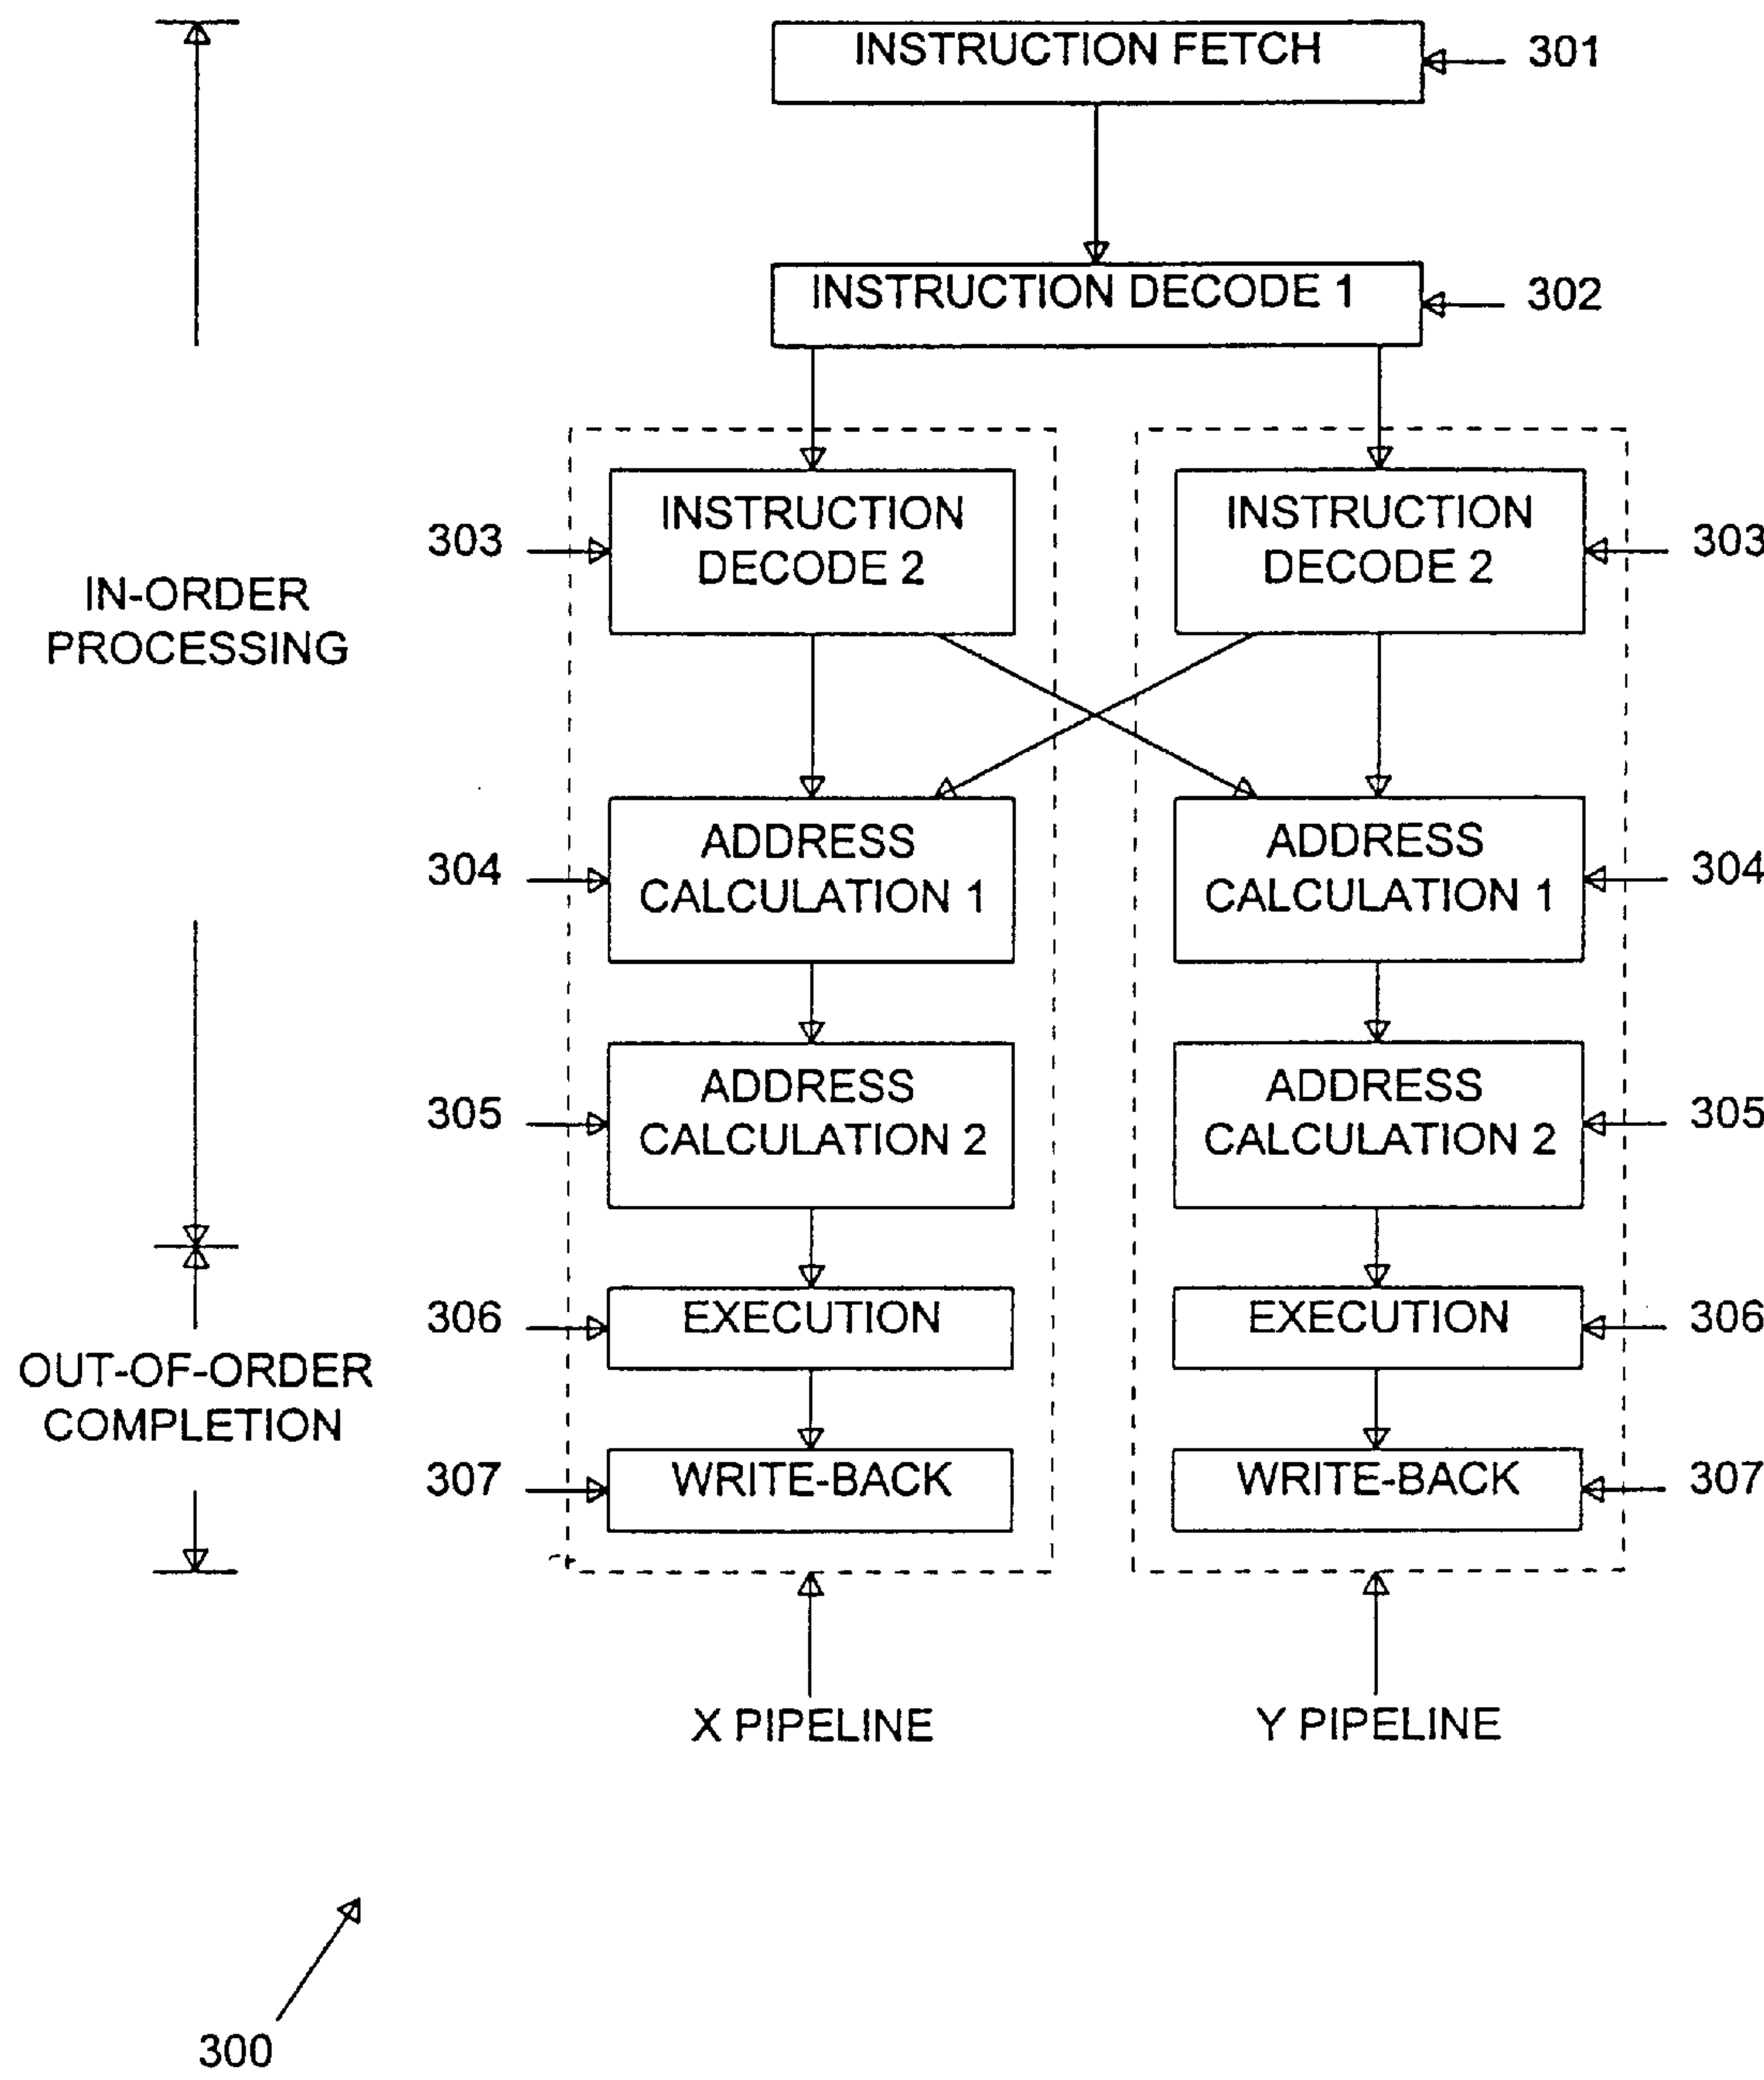 INSTRUCTION FETCH
301
INSTRUCTION DECODE 1
302
303
INSTRUCTION
DECODE 2
INSTRUCTION
DECODE 2
303
IN-ORDER
PROCESSING
304
ADDRESS
CALCULATION 1
ADDRESS
CALCULATION 1
304
305
ADDRESS
CALCULATION 2
ADDRESS
CALCULATION 2
305
306
EXECUTION
EXECUTION
306
OUT-OF-ORDER
COMPLETION
307
WRITE-BACK
WRITE-BACK
307
X PIPELINE
Y PIPELINE
300